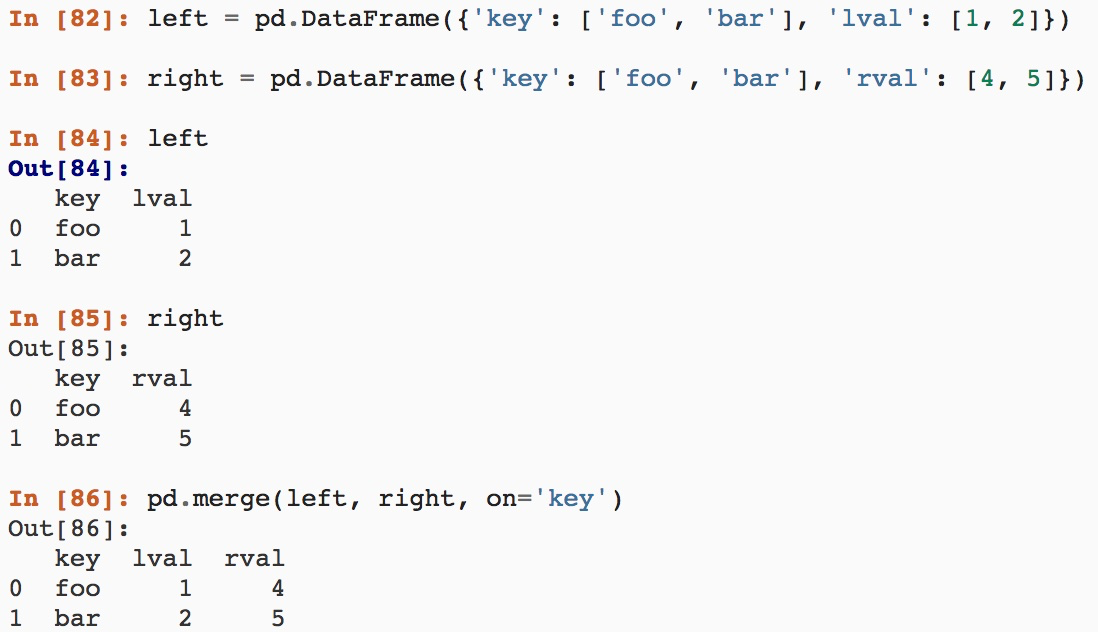 In [82]: left = pd.DataFrame({'key': ['foo', 'bar'], 'lval': [1, 2]})
In [83]: right = pd.DataFrame({'key': ['foo', 'bar'], 'rval': [4, 5]})
In [84]: left
Out[84]:
   key  lval
0  foo     1
1  bar     2
In [85]: right
Out[85]:
   key  rval
0  foo     4
1  bar     5
In [86]: pd.merge(left, right, on='key')
Out[86]:
   key  lval  rval
0  foo     1     4
1  bar     2     5